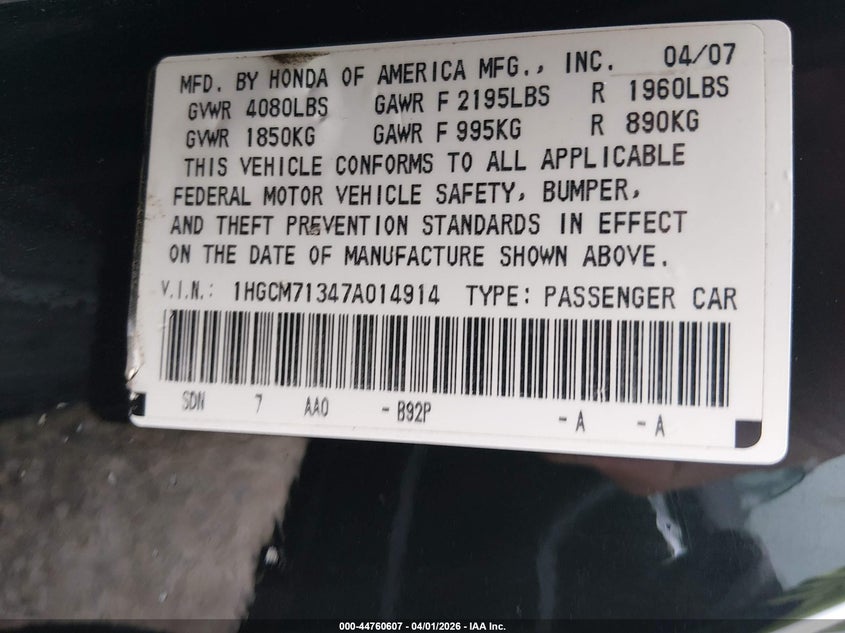 MFD. BY HONDA OF AMERICA MFG., INC. 04/07
GVWR 4080LBS GAWR F 2195LBS R 1960LBS
GVWR 1850KG GAWR F 995KG R 890KG
THIS VEHICLE CONFORMS TO ALL APPLICABLE
FEDERAL MOTOR VEHICLE SAFETY, BUMPER,
AND THEFT PREVENTION STANDARDS IN EFFECT
ON THE DATE OF MANUFACTURE SHOWN ABOVE.
V.I.N.: 1HGCM71347A014914 TYPE: PASSENGER CAR
SDN 7 AA0 - B92P - A - A
000-44760607 - 04/01/2026 - IAA Inc.